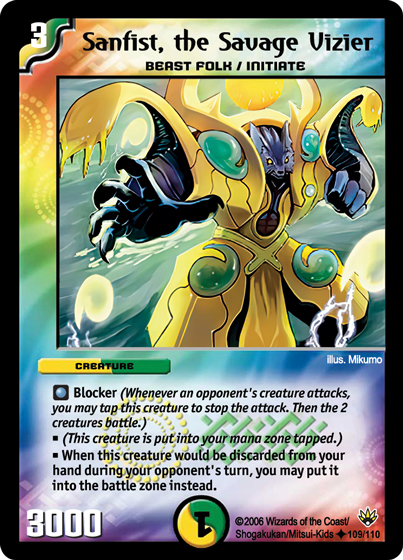 3
Sanfist, the Savage Vizier
BEAST FOLK / INITIATE
illus. Mikumo
CREATURE
Blocker (Whenever an opponent's creature attacks,
you may tap this creature to stop the attack. Then the 2
creatures battle.)
▪ (This creature is put into your mana zone tapped.)
▪ When this creature would be discarded from your
hand during your opponent's turn, you may put it
into the battle zone instead.
3000
1
©2006 Wizards of the Coast/
Shogakukan/Mitsui-Kids ♦ 109/110